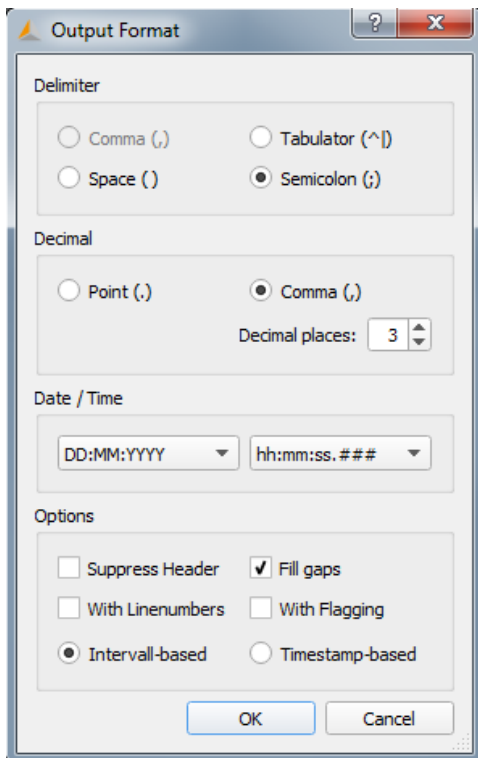 Output Format
Delimiter
Comma (,) Tabulator (^|)
Space ( ) Semicolon (;)
Decimal
Point (.) Comma (,)
Decimal places: 3
Date / Time
DD:MM:YYYY hh:mm:ss.###
Options
Suppress Header Fill gaps
With Linenumbers With Flagging
Intervall-based Timestamp-based
OK Cancel